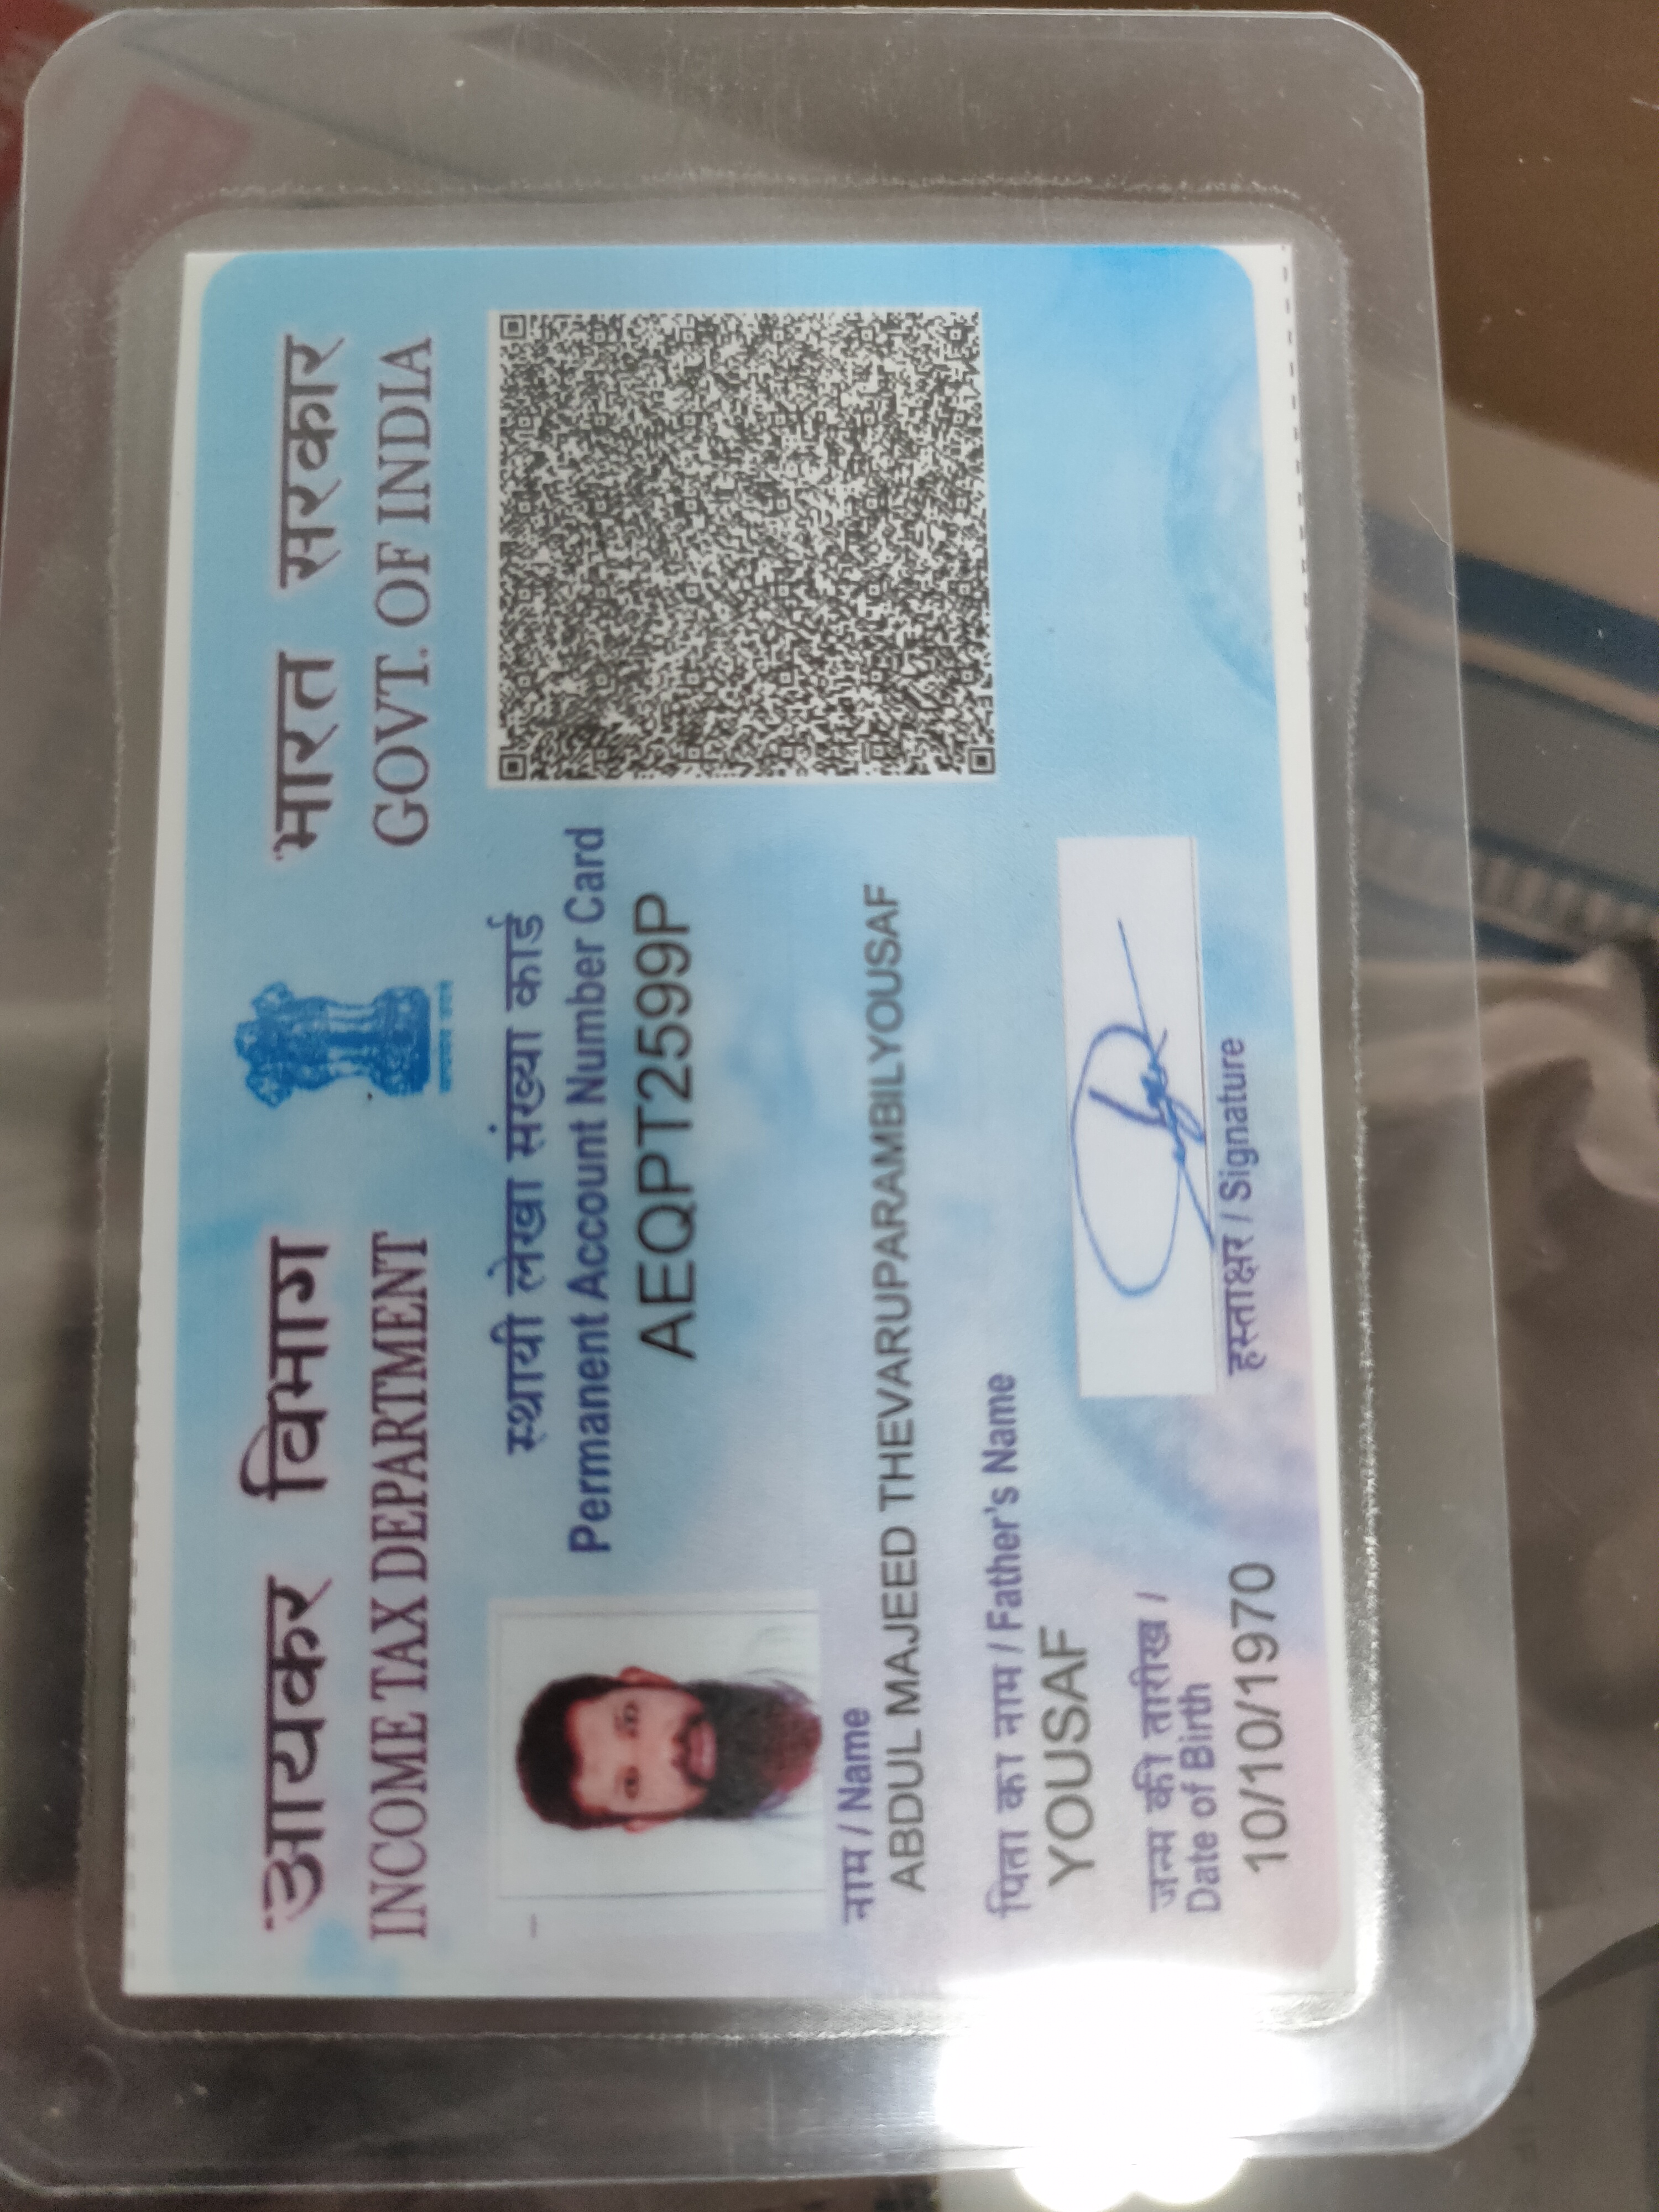 आयकर विभाग
INCOME TAX DEPARTMENT
भारत सरकार
GOVT. OF INDIA
स्थायी लेखा संख्या कार्ड
Permanent Account Number Card
AEQPT2599P
नाम / Name
ABDUL MAJEED THEVARUPARAMBILYOUSAF
पिता का नाम / Father's Name
YOUSAF
जन्म की तारीख /
Date of Birth
10/10/1970
हस्ताक्षर / Signature